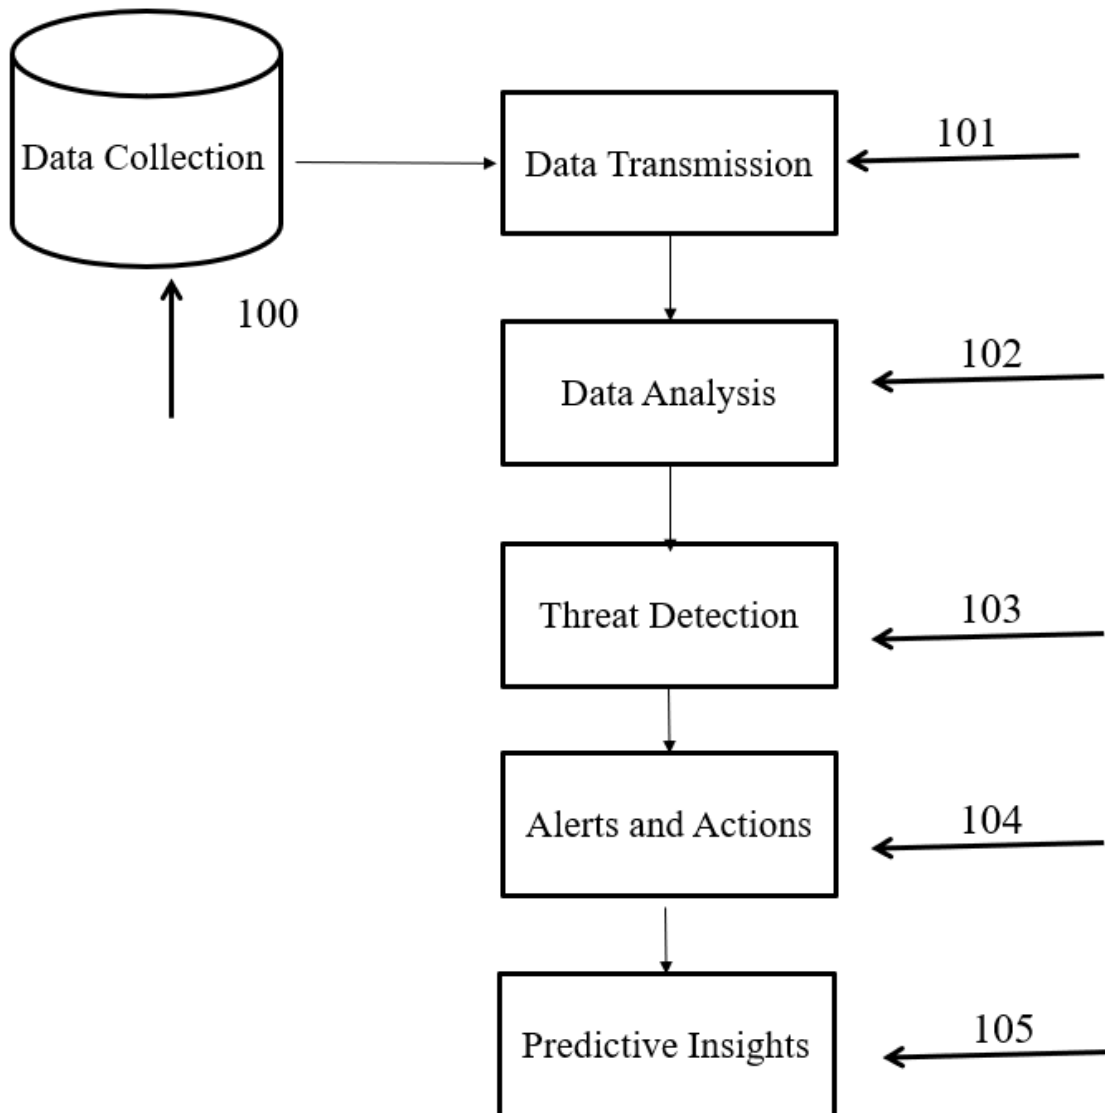 Data Collection
100
Data Transmission
101
Data Analysis
102
Threat Detection
103
Alerts and Actions
104
Predictive Insights
105